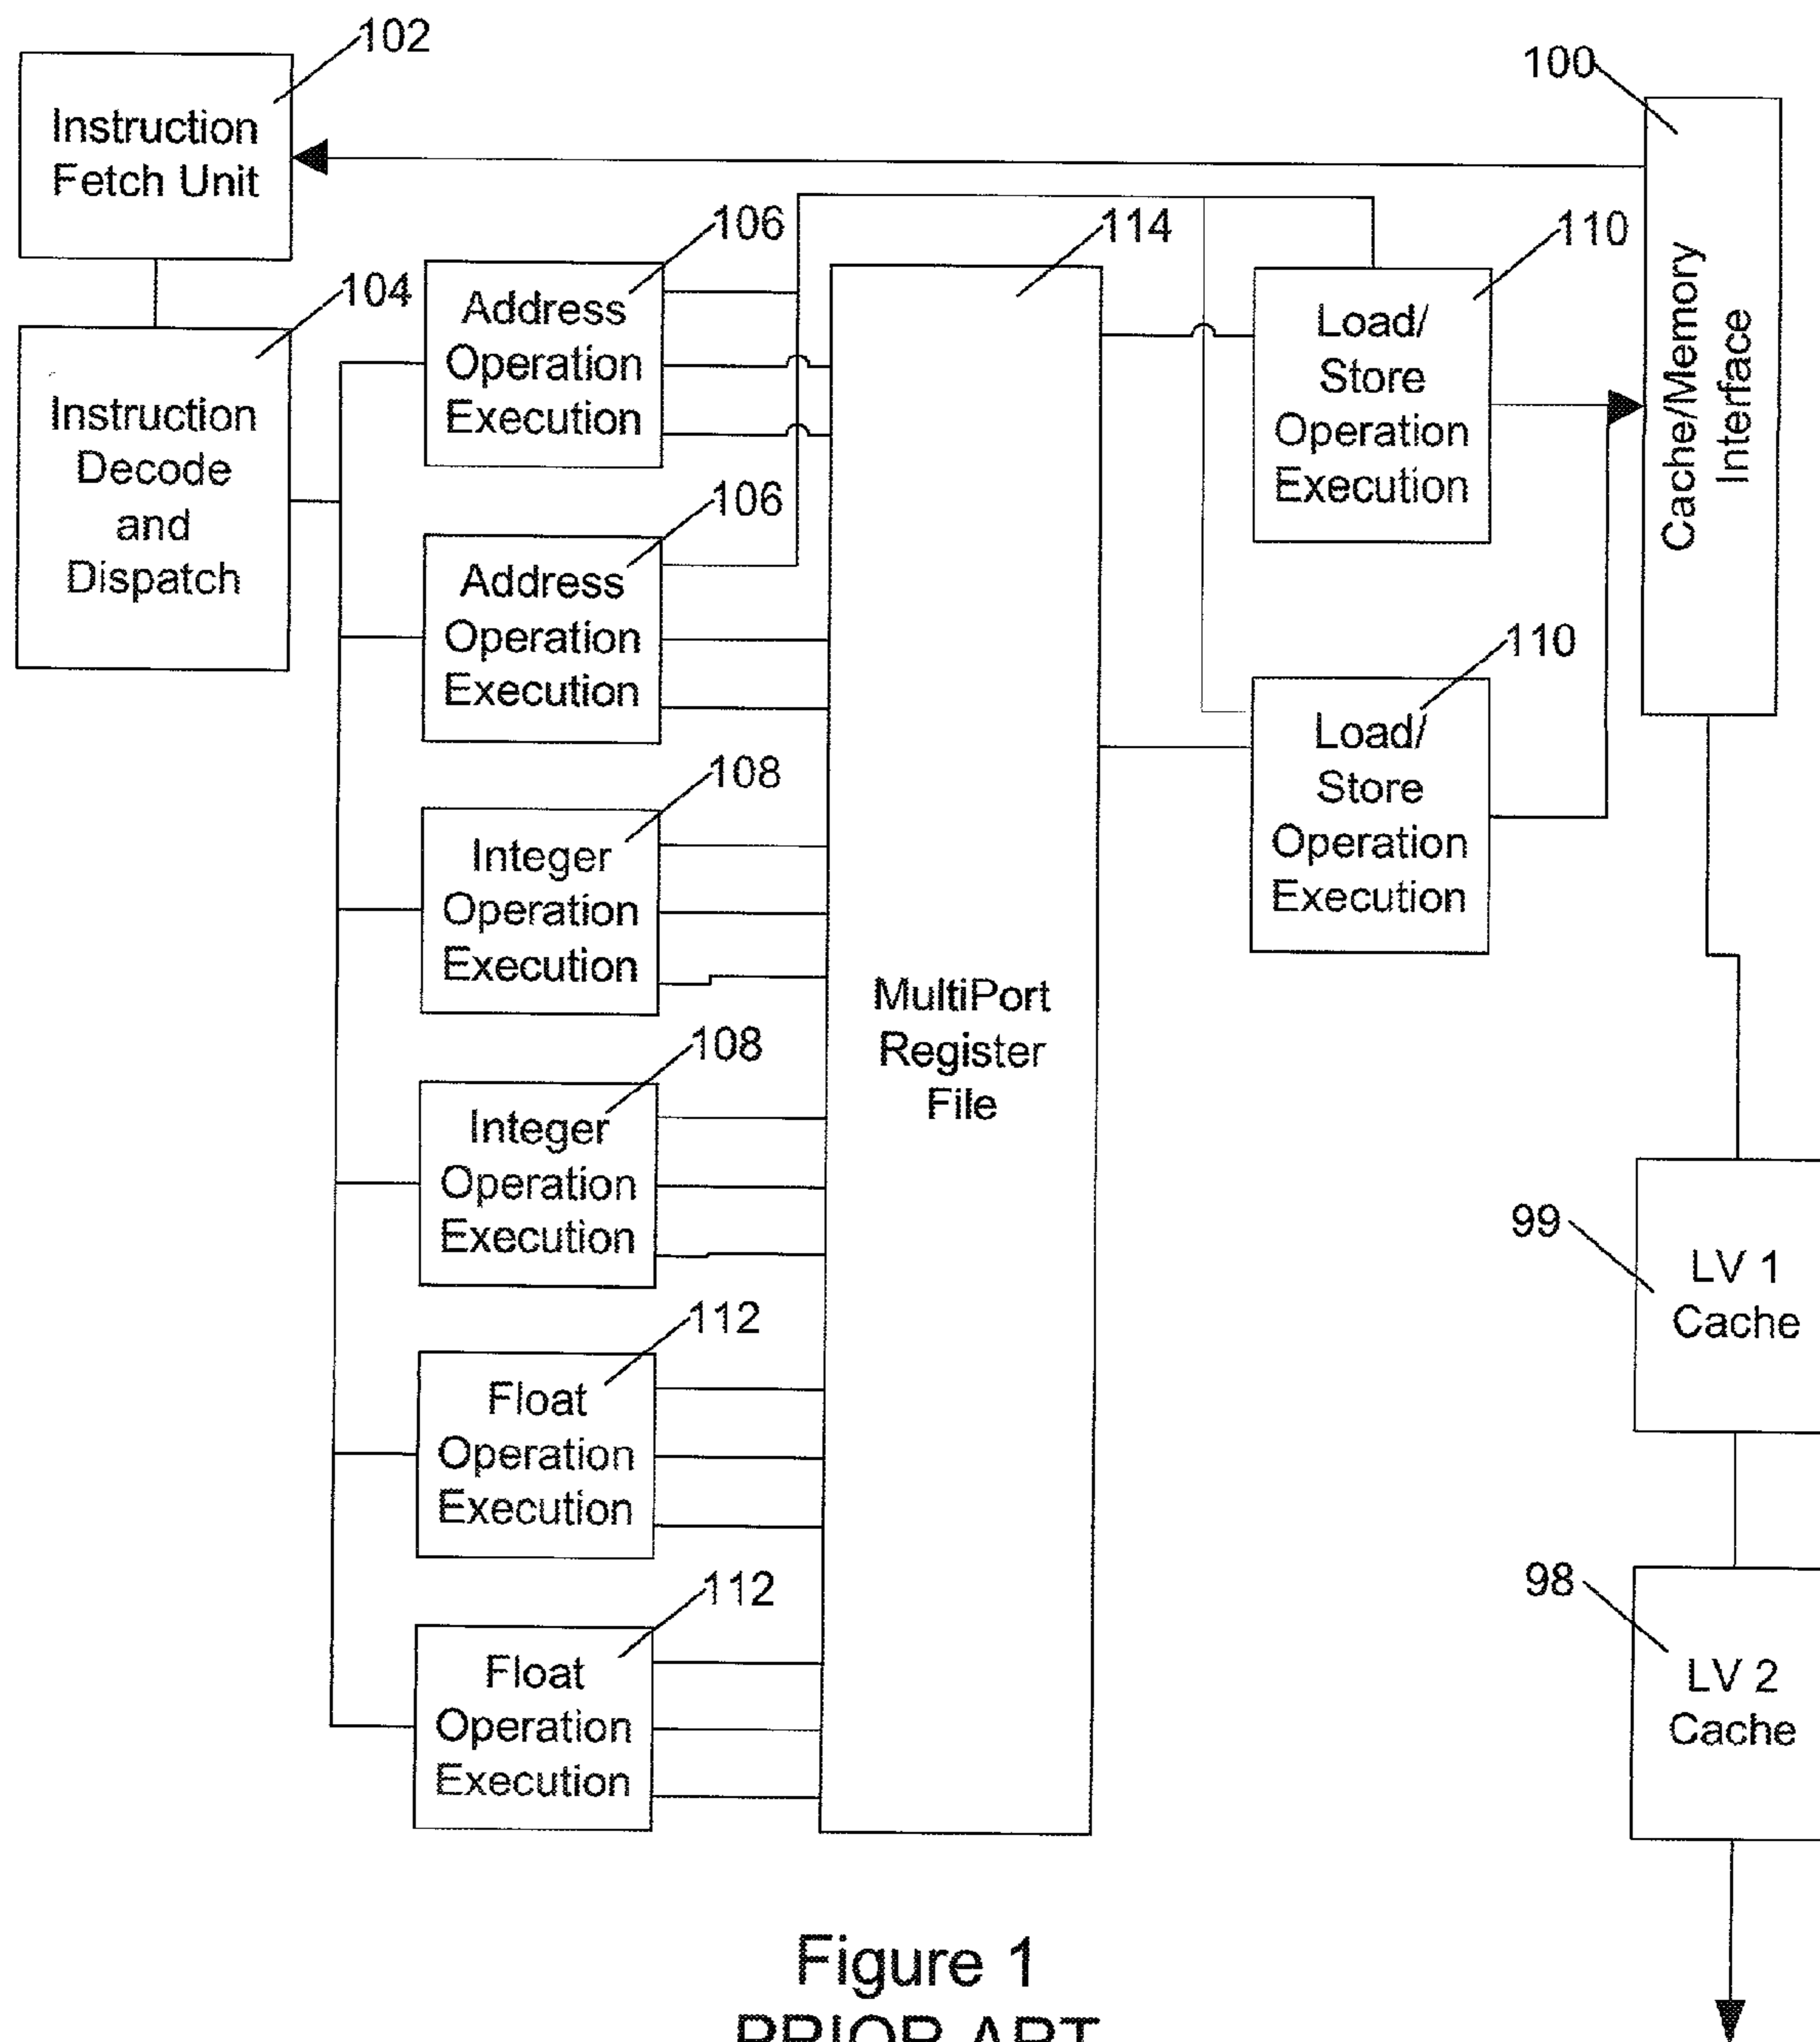 102
Instruction
Fetch Unit
100
Cache/Memory
Interface
104
Instruction
Decode
and
Dispatch
106
Address
Operation
Execution
106
Address
Operation
Execution
108
Integer
Operation
Execution
108
Integer
Operation
Execution
112
Float
Operation
Execution
112
Float
Operation
Execution
114
MultiPort
Register
File
110
Load/
Store
Operation
Execution
110
Load/
Store
Operation
Execution
99
LV 1
Cache
98
LV 2
Cache
Figure 1
PRIOR ART